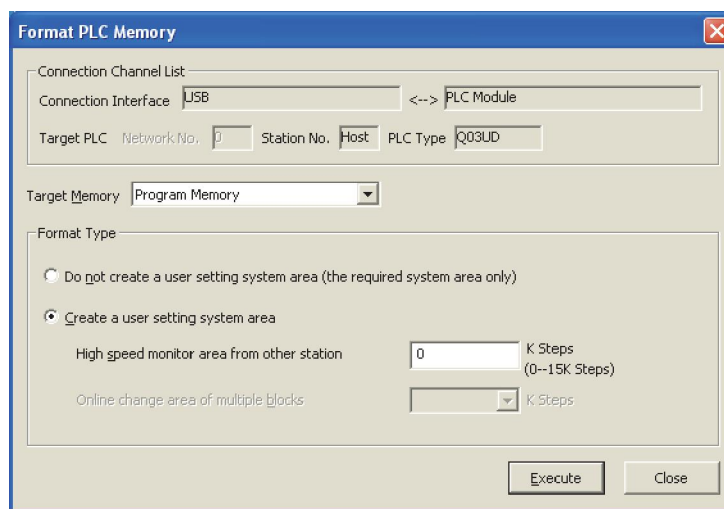 Format PLC Memory
Connection Channel List
Connection Interface USB <--> PLC Module
Target PLC Network No. 0 Station No. Host PLC Type Q03UD
Target Memory Program Memory
Format Type
Do not create a user setting system area (the required system area only)
Create a user setting system area
High speed monitor area from other station 0 K Steps
(0--15K Steps)
Online change area of multiple blocks K Steps
Execute Close